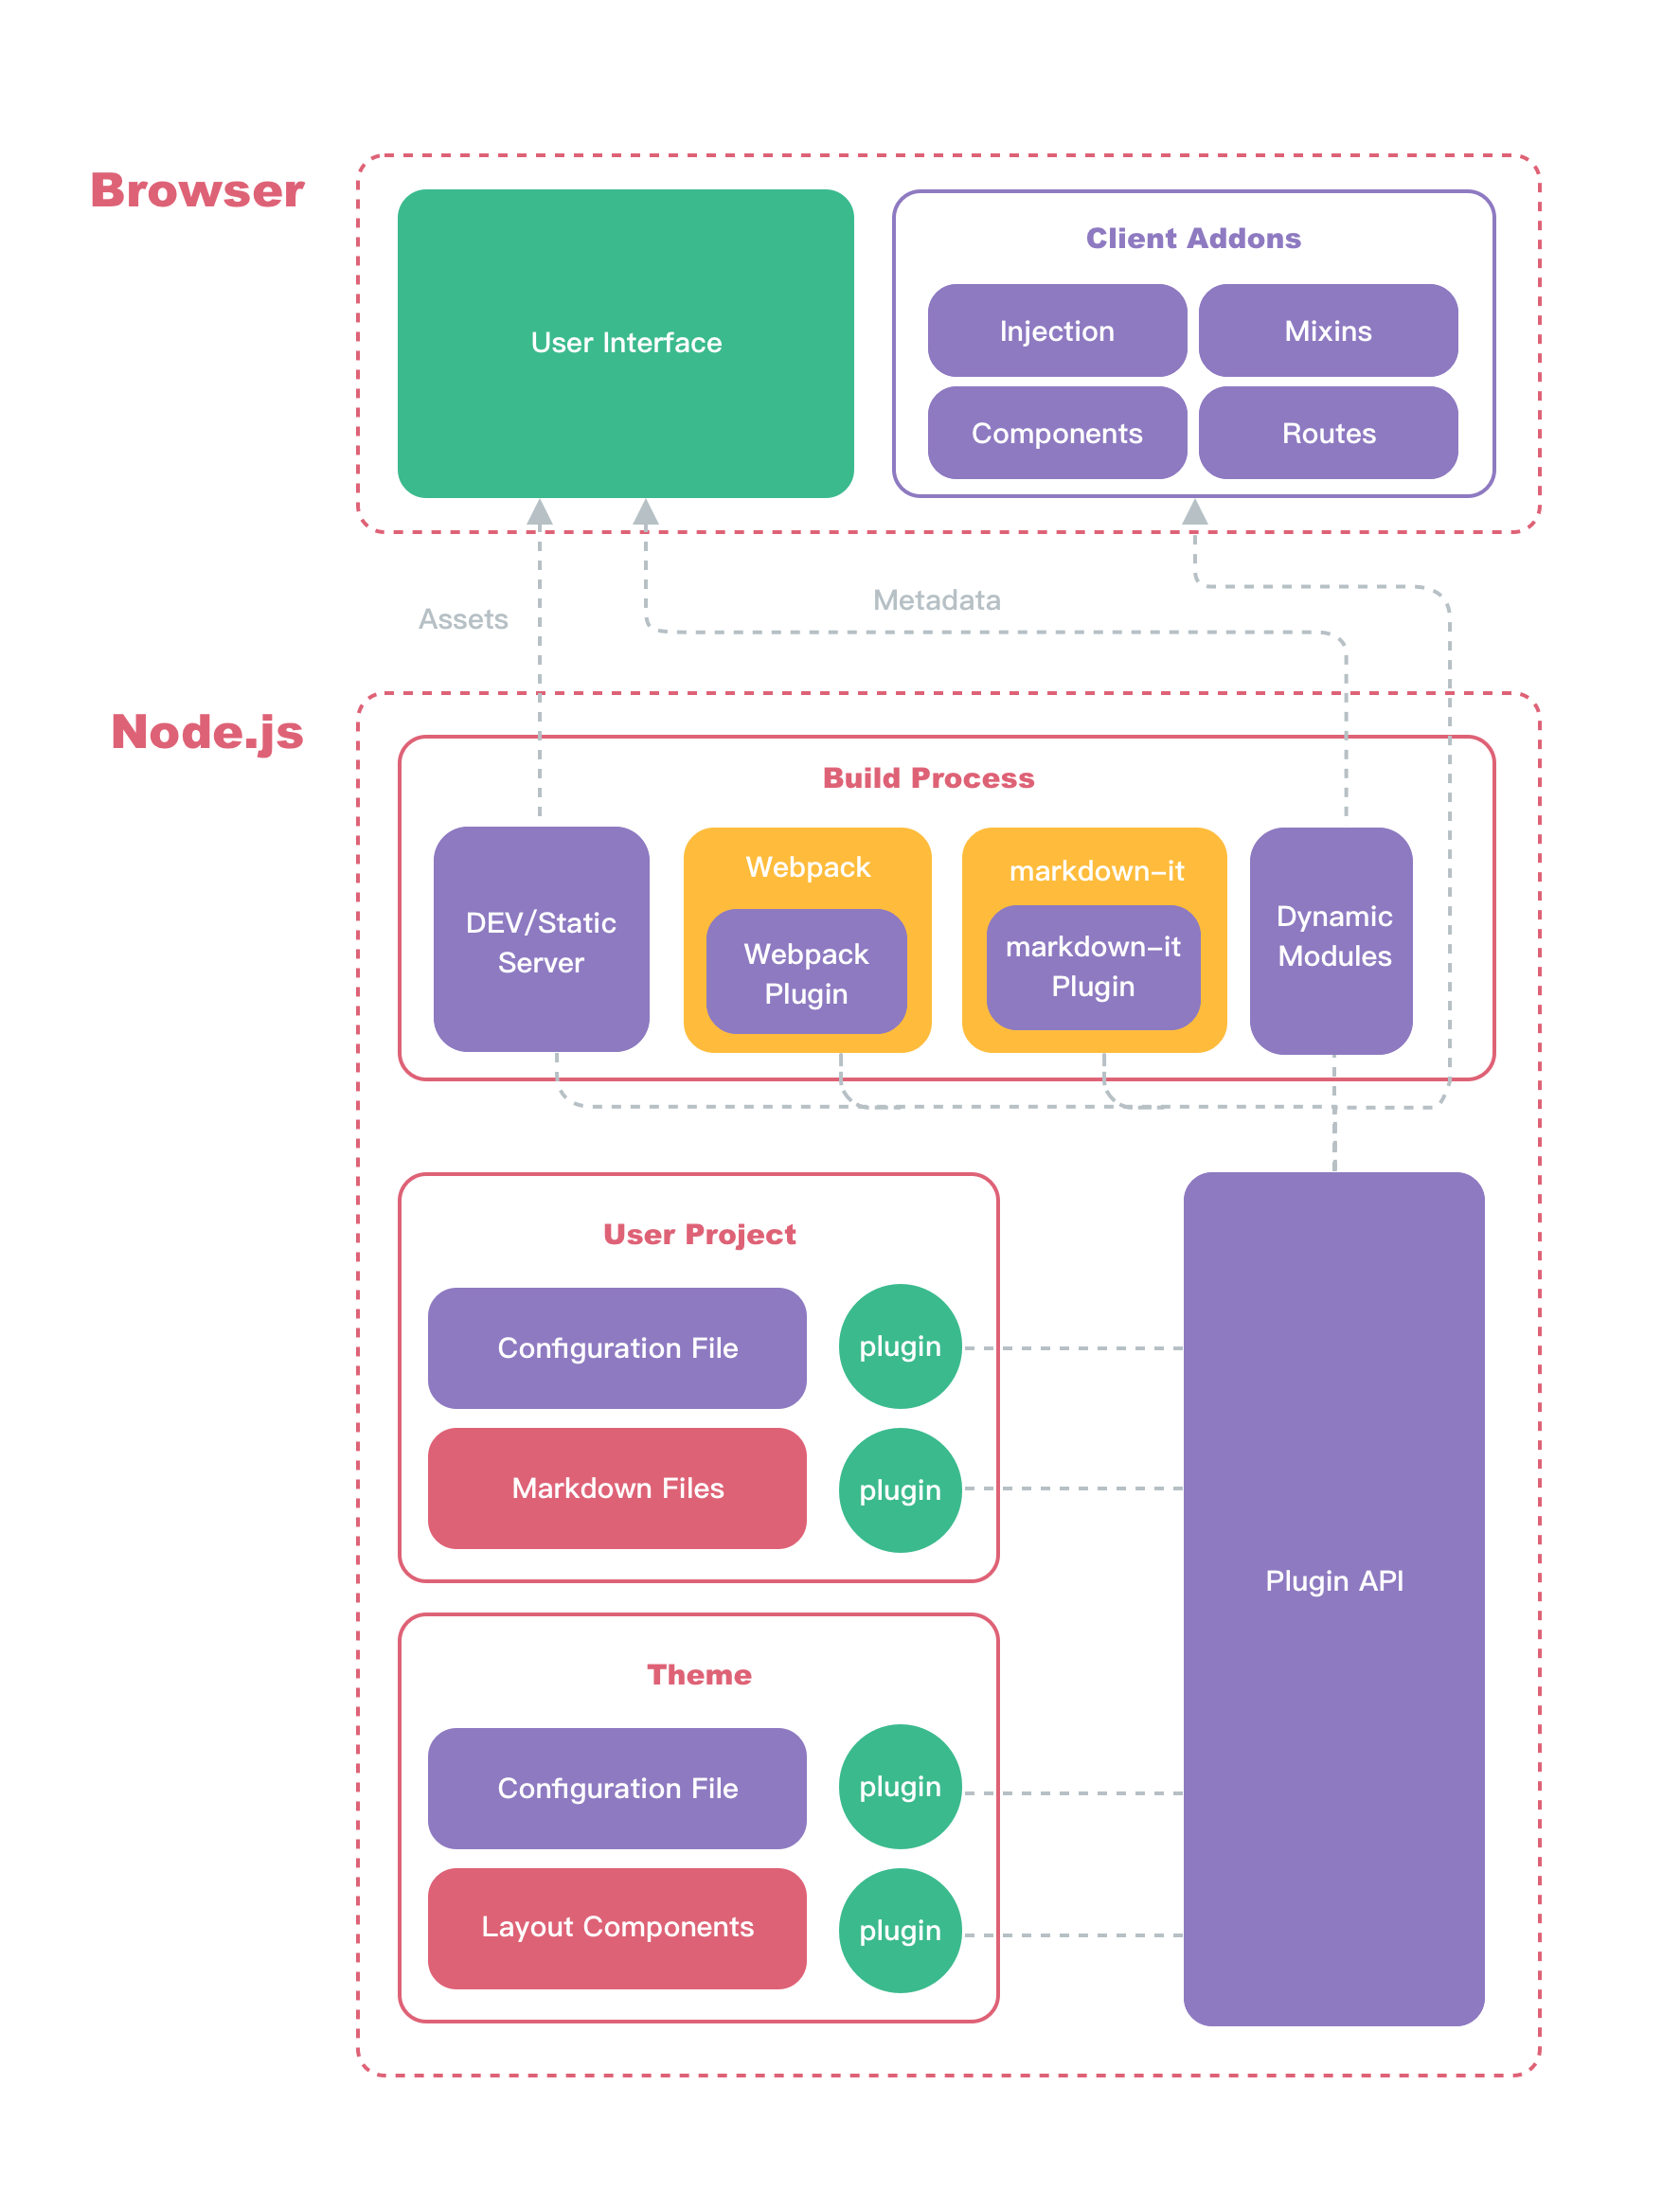 Browser
User Interface
Client Addons
Injection
Mixins
Components
Routes
Assets
Metadata
Node.js
Build Process
DEV/Static
Server
Webpack
Webpack
Plugin
markdown-it
markdown-it
Plugin
Dynamic
Modules
User Project
Configuration File
plugin
Markdown Files
plugin
Plugin API
Theme
Configuration File
plugin
Layout Components
plugin